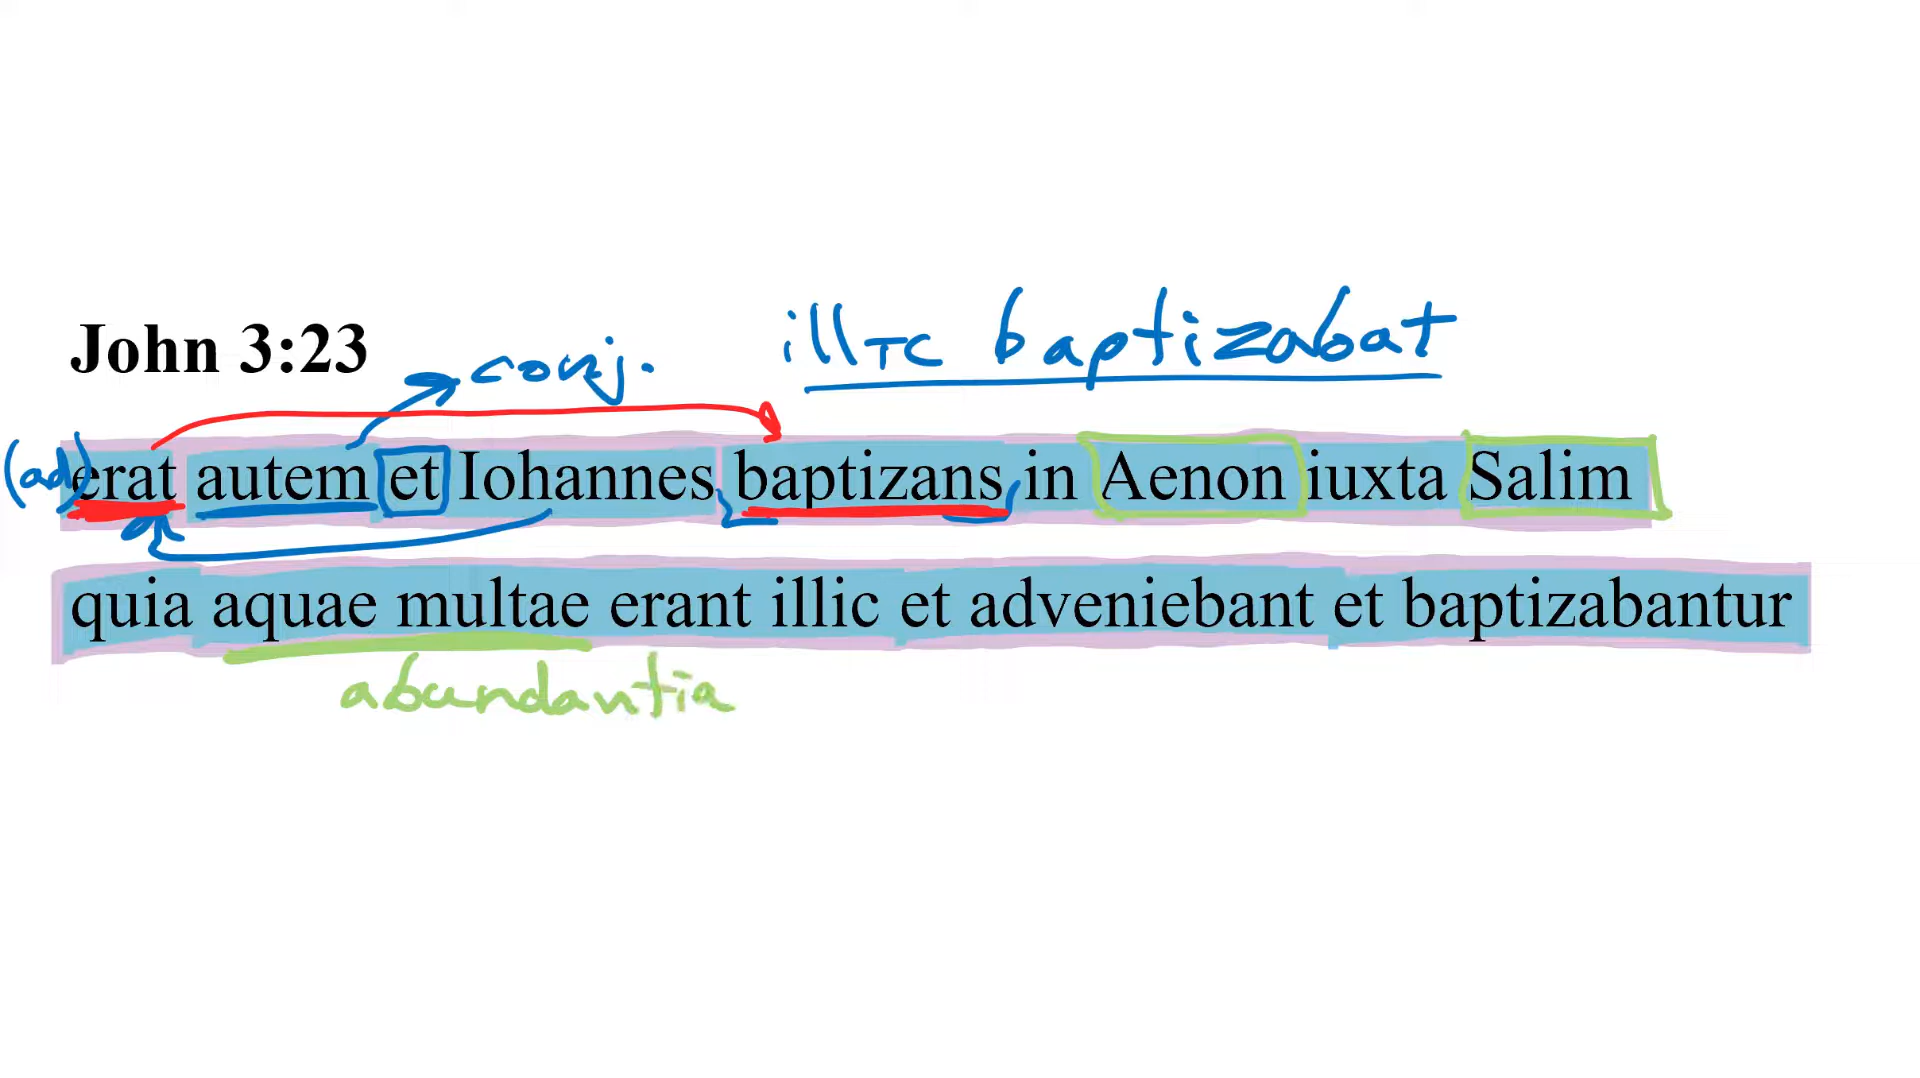 John 3:23
conj. illic baptizabat
(ad)erat autem et Iohannes baptizans in Aenon iuxta Salim
quia aquae multae erant illic et adveniebant et baptizabantur
abundantia